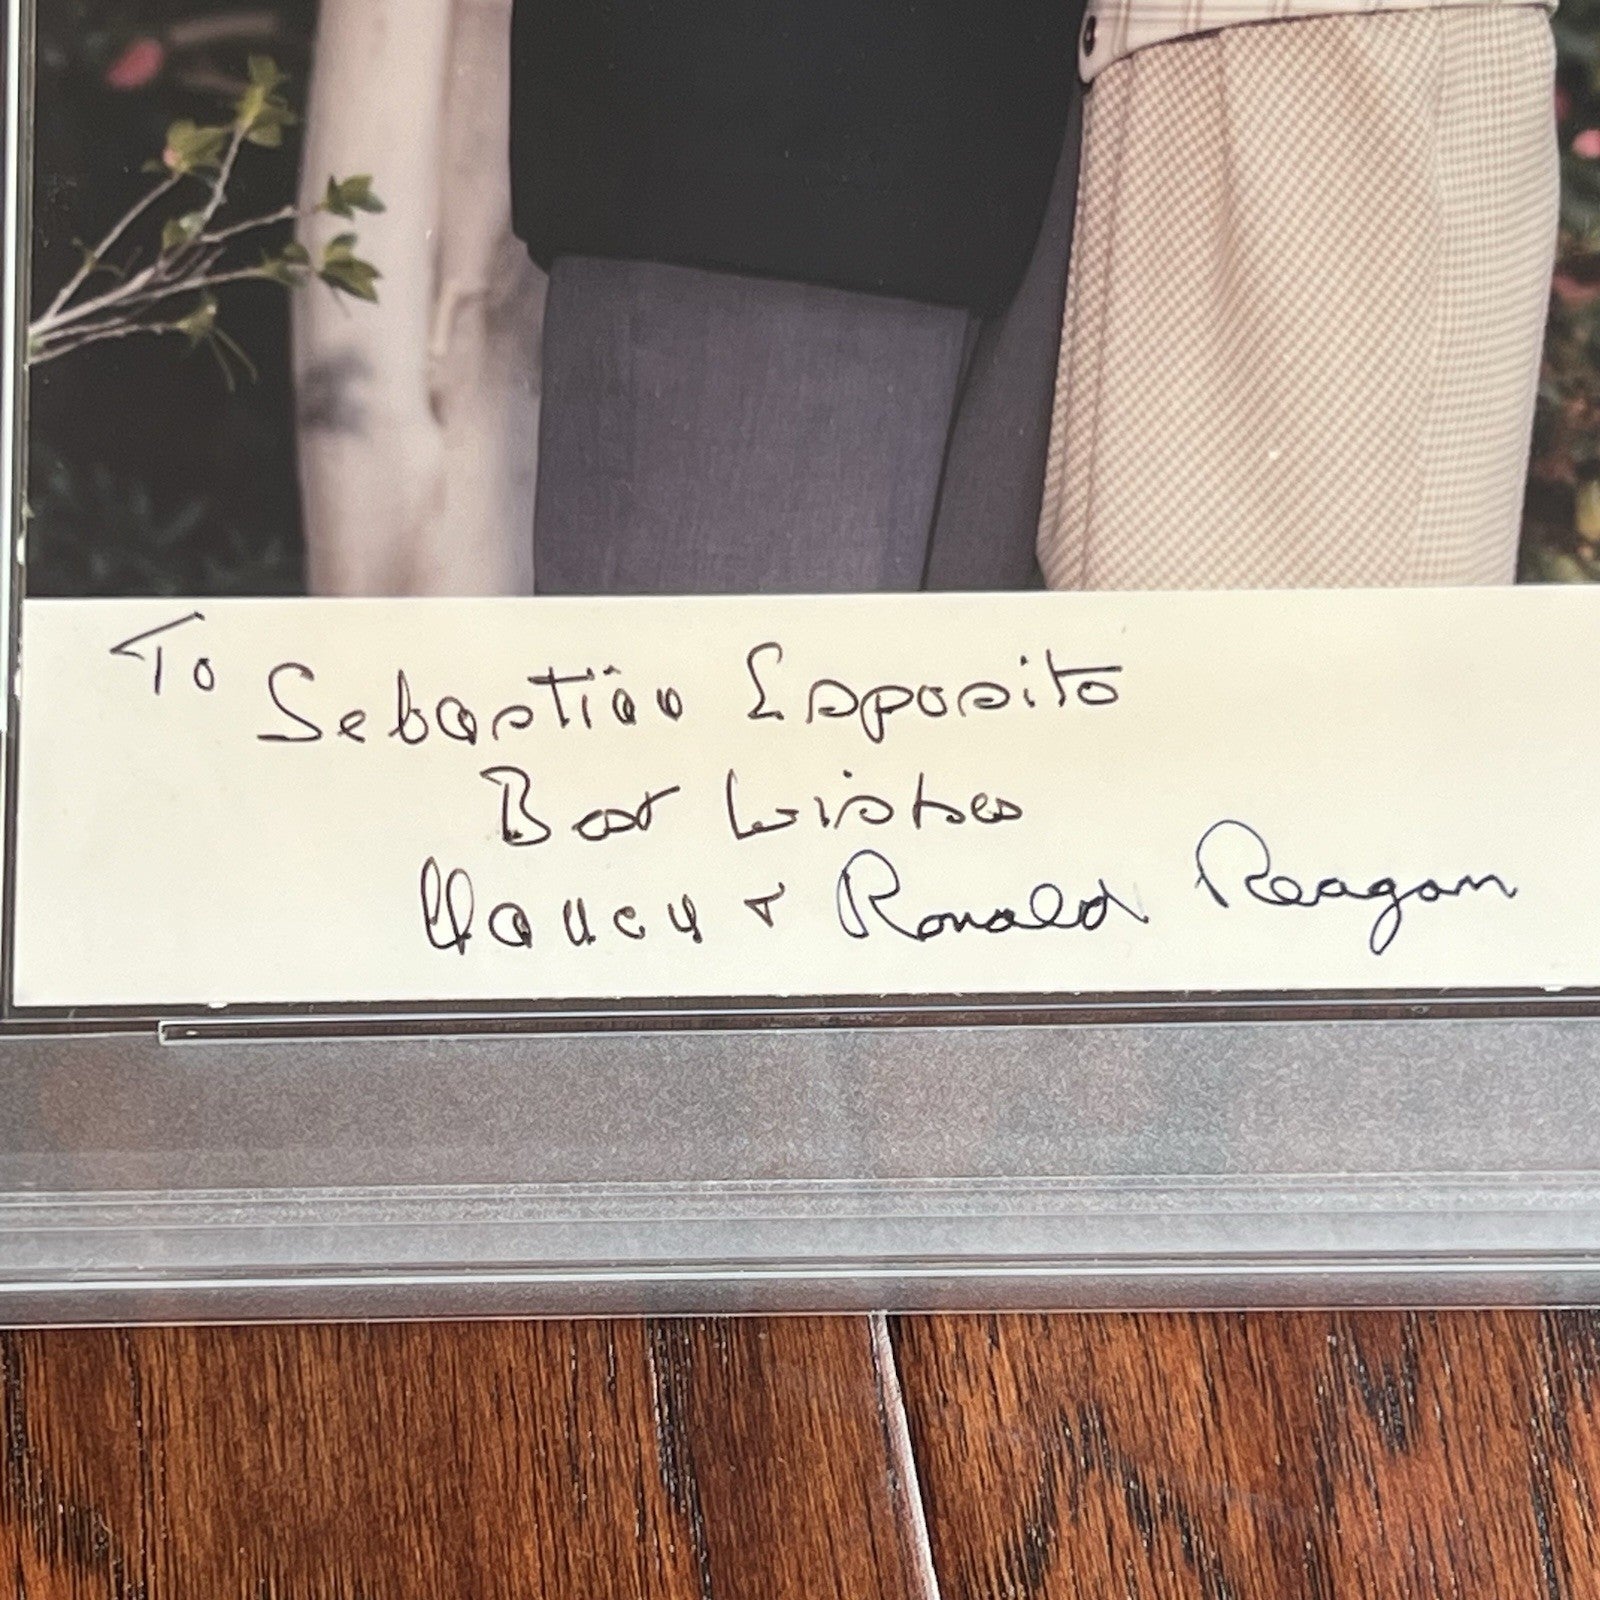 To Sebastian Esposito
Best Wishes
Nancy + Ronald Reagan